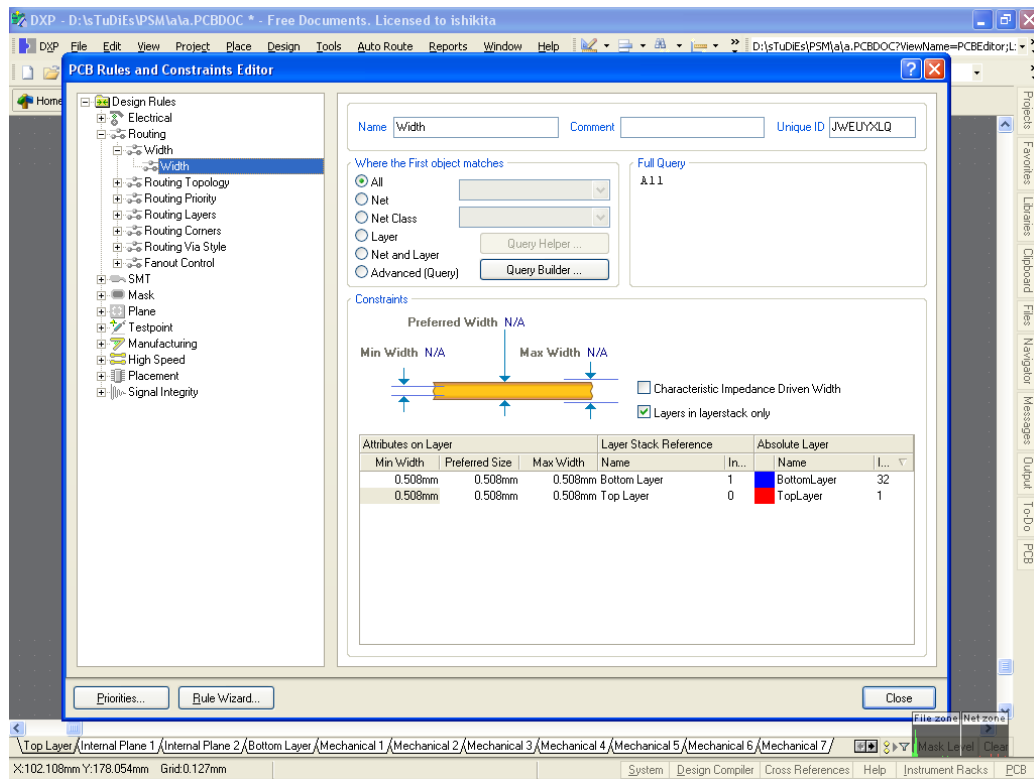 DXP - D:\sTuDiEs\PSM\a\a.PCBDOC * - Free Documents. Licensed to ishikita
DXP File Edit View Project Place Design Tools Auto Route Reports Window Help D:\sTuDiEs\PSM\a\a.PCBDOC?ViewName=PCBEditor;L:
PCB Rules and Constraints Editor
Home
Design Rules
Electrical
Routing
Width
Width
Routing Topology
Routing Priority
Routing Layers
Routing Corners
Routing Via Style
Fanout Control
SMT
Mask
Plane
Testpoint
Manufacturing
High Speed
Placement
Signal Integrity
Name Width Comment Unique ID JWEUYXLQ
Where the First object matches
All
Net
Net Class
Layer
Net and Layer
Advanced (Query)
Query Helper ...
Query Builder ...
Full Query
All
Constraints
Preferred Width N/A
Min Width N/A Max Width N/A
Characteristic Impedance Driven Width
Layers in layerstack only
Attributes on Layer Layer Stack Reference Absolute Layer
Min Width Preferred Size Max Width Name In... Name I...
0.508mm 0.508mm 0.508mm Bottom Layer 1 BottomLayer 32
0.508mm 0.508mm 0.508mm Top Layer 0 TopLayer 1
Priorities... Rule Wizard... Close
Projects
Favorites
Libraries
Clipboard
Files
Navigator
Messages
Output
To-Do
PCB
File zone Net zone
Top Layer Internal Plane 1 Internal Plane 2 Bottom Layer Mechanical 1 Mechanical 2 Mechanical 3 Mechanical 4 Mechanical 5 Mechanical 6 Mechanical 7 Mask Level Clear
X:102.108mm Y:178.054mm Grid:0.127mm System Design Compiler Cross References Help Instrument Racks PCB